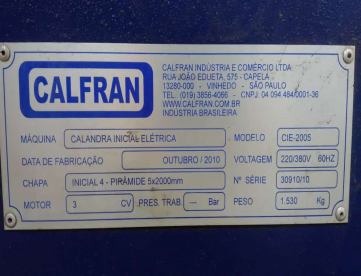 CALFRAN
CALFRAN INDÚSTRIA E COMÉRCIO LTDA
RUA JOÃO EDUETA, 575 - CAPELA
13280-000 - VINHEDO - SÃO PAULO
TEL. (019) 3856-4066 - CNPJ: 04 094 484/0001-36
WWW.CALFRAN.COM.BR
INDÚSTRIA BRASILEIRA
MÁQUINA CALANDRA INICIAL ELÉTRICA MODELO CIE-2005
DATA DE FABRICAÇÃO OUTUBRO / 2010 VOLTAGEM 220/380V 60HZ
CHAPA INICIAL 4 - PIRÂMIDE 5x2000mm Nº SÉRIE 30910/10
MOTOR 3 CV PRES. TRAB. --- Bar PESO 1.530 Kg